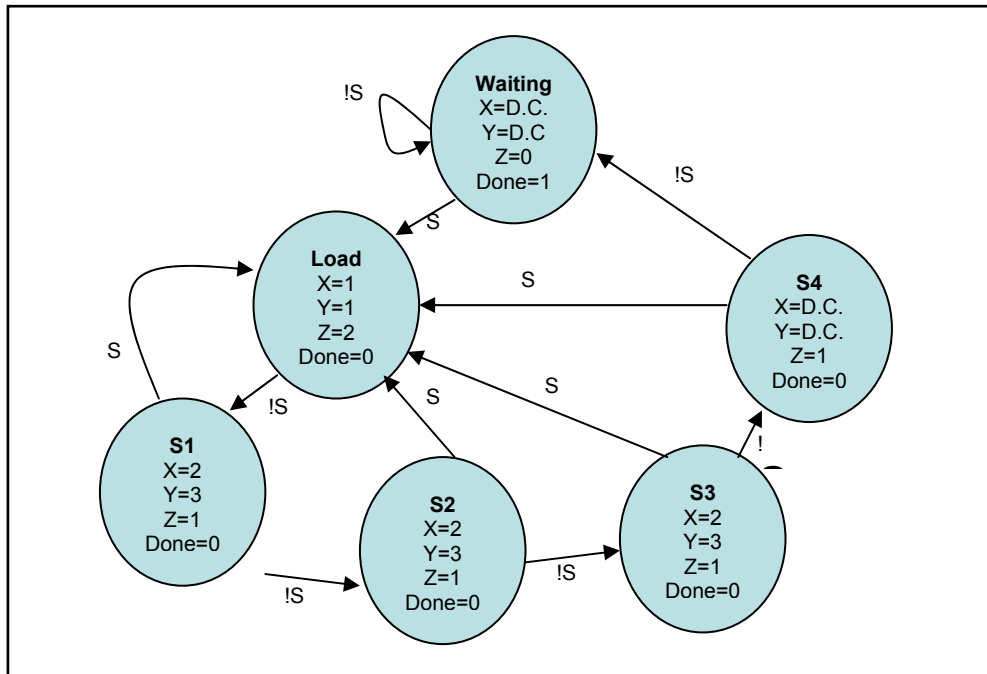 Waiting
X=D.C.
Y=D.C
Z=0
Done=1
!S
!S
S
Load
X=1
Y=1
Z=2
Done=0
S
S4
X=D.C.
Y=D.C.
Z=1
Done=0
S
!S
S
S
!
S1
X=2
Y=3
Z=1
Done=0
S2
X=2
Y=3
Z=1
Done=0
S3
X=2
Y=3
Z=1
Done=0
!S
!S